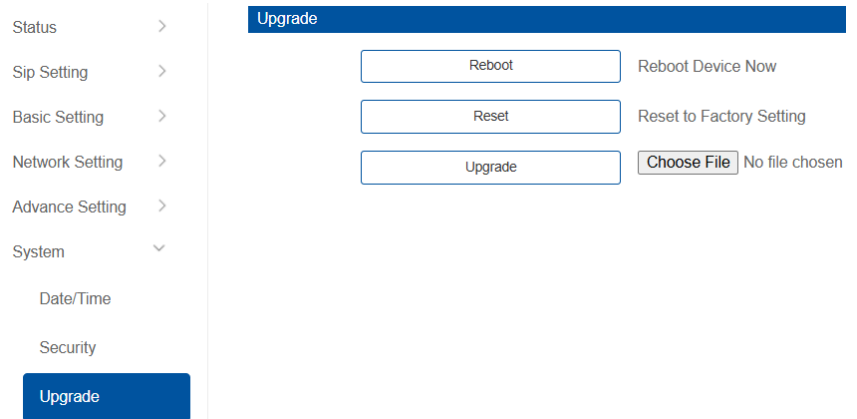 Status
Sip Setting
Basic Setting
Network Setting
Advance Setting
System
Date/Time
Security
Upgrade
Upgrade
Reboot Reboot Device Now
Reset Reset to Factory Setting
Upgrade Choose File No file chosen